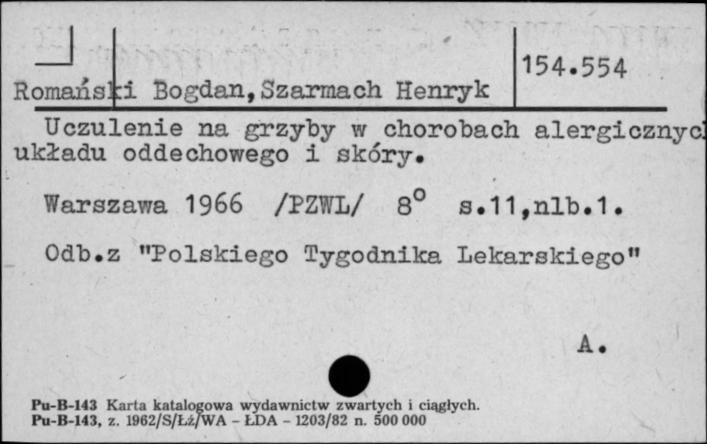 154.554
Romański Bogdan, Szarmach Henryk
Uczulenie na grzyby w chorobach alergicznyc
układu oddechowego i skóry.
Warszawa 1966 /PZWL/ 8° s.11,nlb.1.
Odb.z "Polskiego Tygodnika Lekarskiego"
A.
Pu-B-143 Karta katalogowa wydawnictw zwartych i ciągłych.
Pu-B-143, z. 1962/S/Łź/WA – ŁDA – 1203/82 n. 500 000